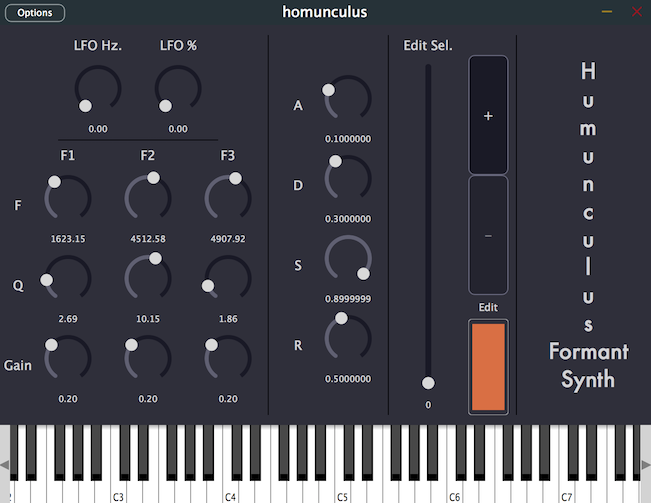 Options
homunculus
LFO Hz.
LFO %
0.00
0.00
F1
F2
F3
F
1623.15
4512.58
4907.92
Q
2.69
10.15
1.86
Gain
0.20
0.20
0.20
A
0.1000000
D
0.3000000
S
0.8999999
R
0.5000000
Edit Sel.
0
+
-
Edit
H
u
m
u
n
c
u
l
u
s
Formant
Synth
C3
C4
C5
C6
C7